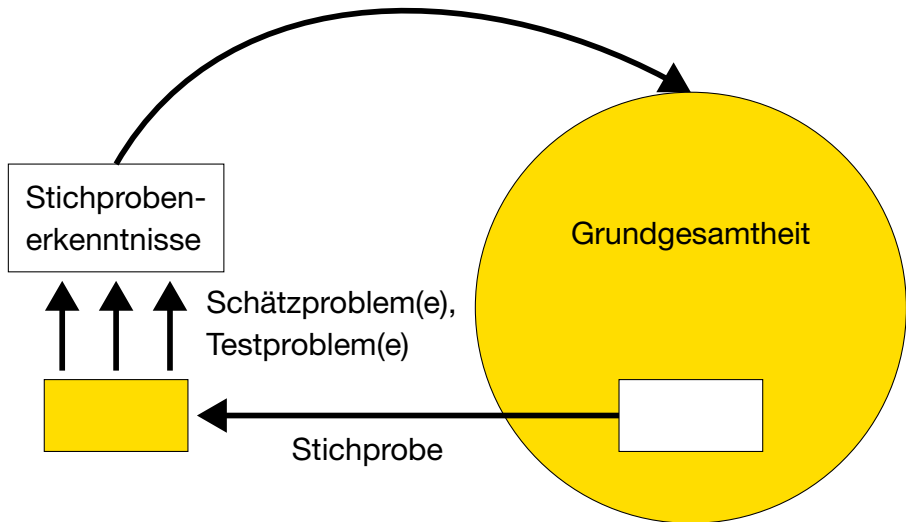 Stichproben-
erkenntnisse
Grundgesamtheit
Schätzproblem(e),
Testproblem(e)
Stichprobe